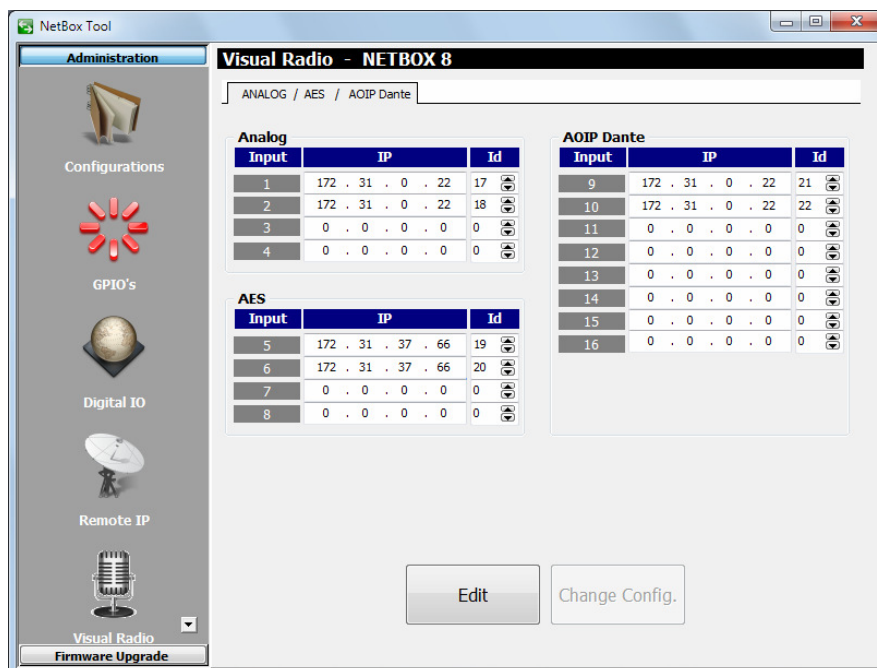 NetBox Tool
Administration
Configurations
GPIO's
Digital IO
Remote IP
Visual Radio
Firmware Upgrade
Visual Radio - NETBOX 8
ANALOG / AES / AOIP Dante
Analog
Input IP Id
1 172 . 31 . 0 . 22 17
2 172 . 31 . 0 . 22 18
3 0 . 0 . 0 . 0 0
4 0 . 0 . 0 . 0 0
AES
Input IP Id
5 172 . 31 . 37 . 66 19
6 172 . 31 . 37 . 66 20
7 0 . 0 . 0 . 0 0
8 0 . 0 . 0 . 0 0
AOIP Dante
Input IP Id
9 172 . 31 . 0 . 22 21
10 172 . 31 . 0 . 22 22
11 0 . 0 . 0 . 0 0
12 0 . 0 . 0 . 0 0
13 0 . 0 . 0 . 0 0
14 0 . 0 . 0 . 0 0
15 0 . 0 . 0 . 0 0
16 0 . 0 . 0 . 0 0
Edit
Change Config.